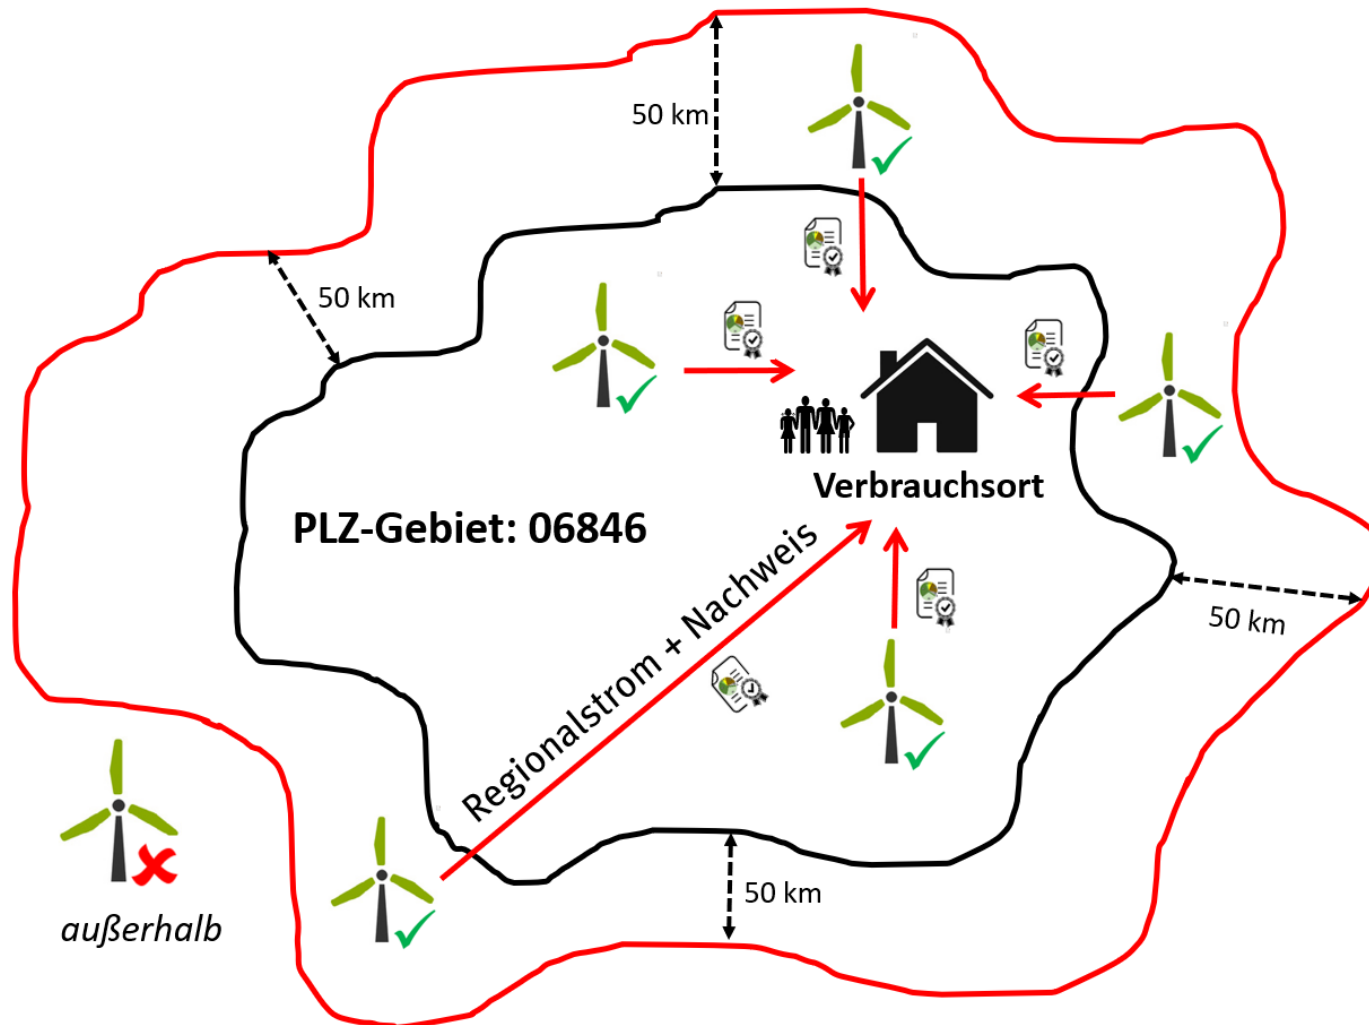 50 km
50 km
Verbrauchsort
PLZ-Gebiet: 06846
Regionalstrom + Nachweis
50 km
50 km
außerhalb